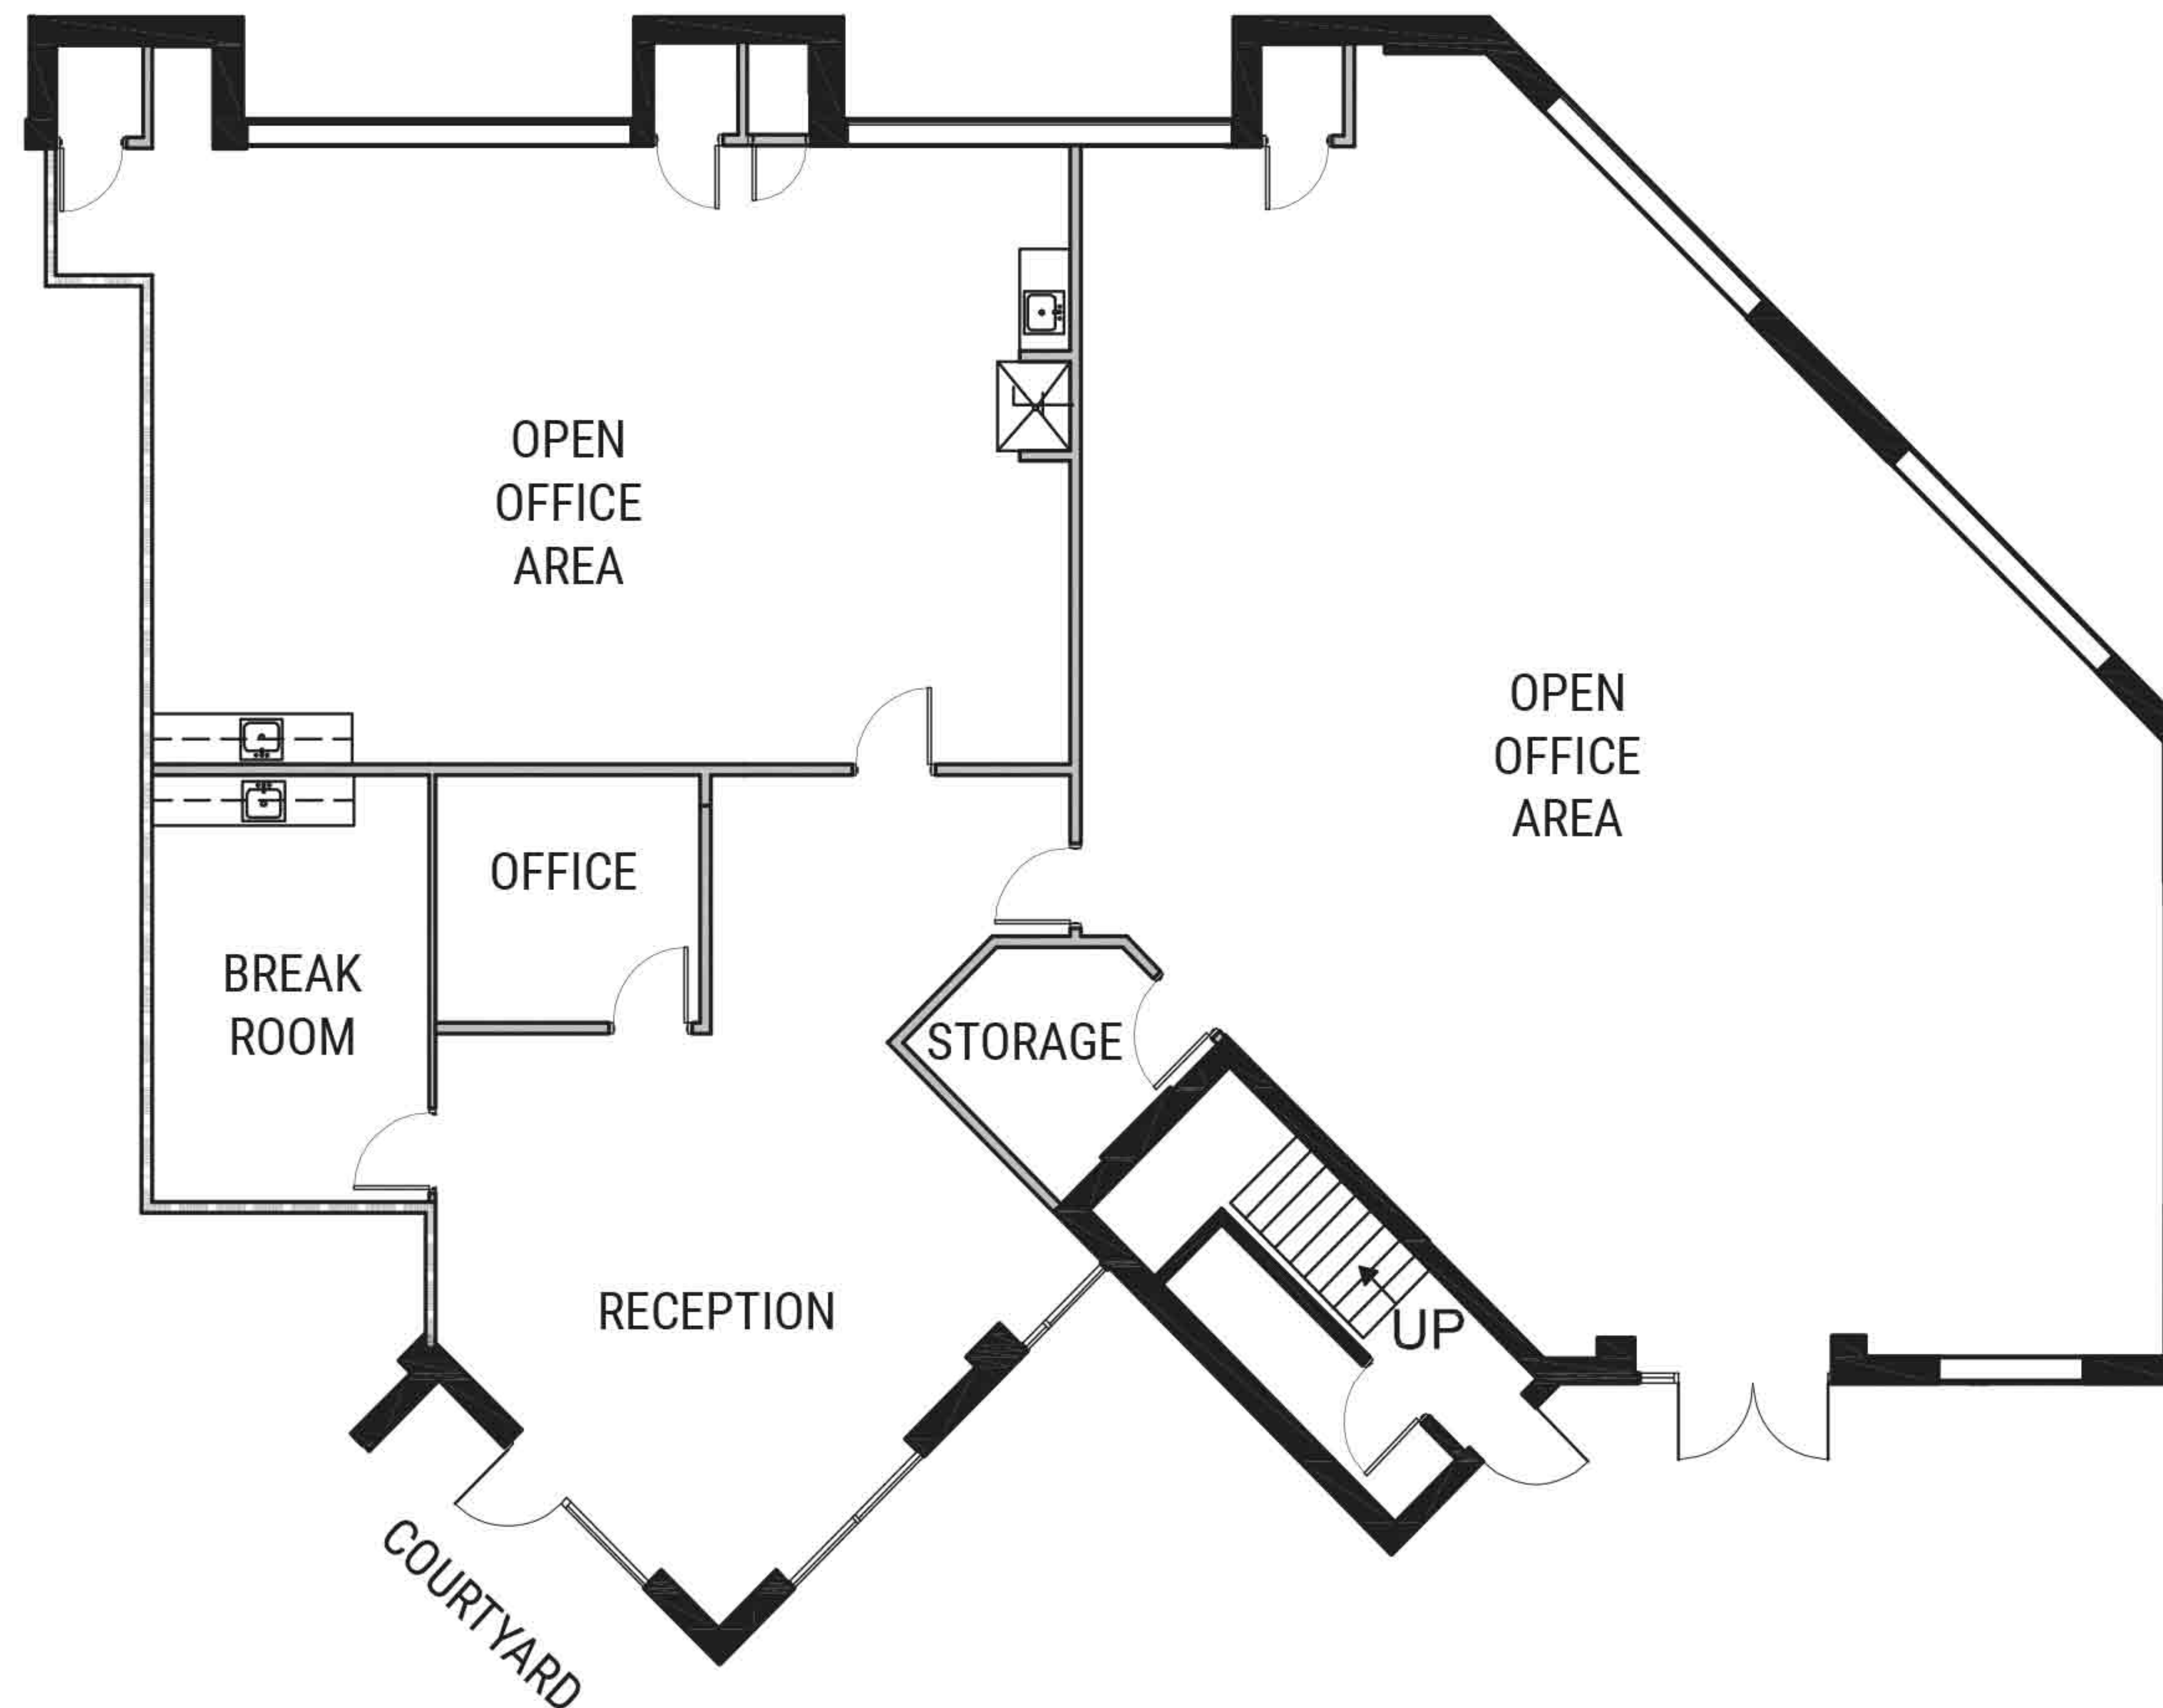 OPEN
OFFICE
AREA
OPEN
OFFICE
AREA
OFFICE
BREAK
ROOM
STORAGE
RECEPTION
UP
COURTYARD